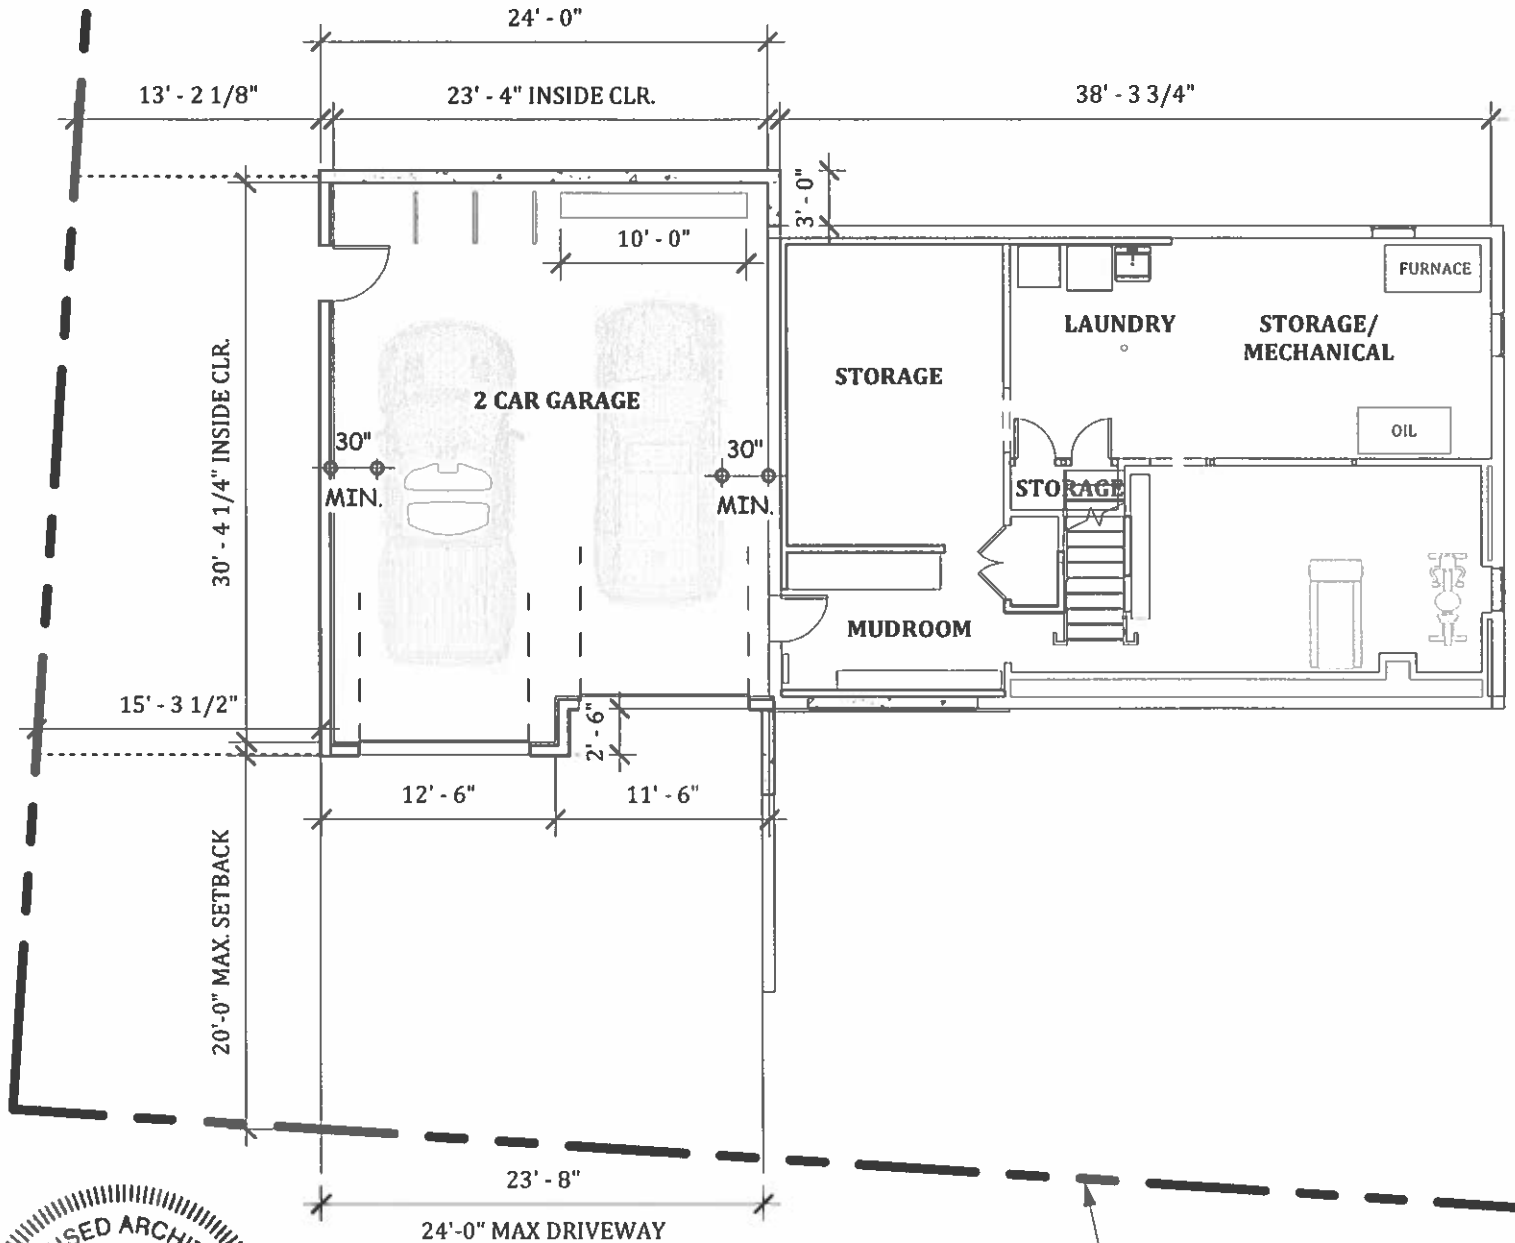 24' - 0"
13' - 2 1/8"
23' - 4" INSIDE CLR.
38' - 3 3/4"
3' - 0"
10' - 0"
FURNACE
LAUNDRY
STORAGE/
MECHANICAL
STORAGE
2 CAR GARAGE
30' - 4 1/4" INSIDE CLR.
30"
MIN.
30"
MIN.
OIL
STORAGE
MUDROOM
15' - 3 1/2"
2' - 6"
12' - 6"
11' - 6"
20'-0" MAX. SETBACK
23' - 8"
24'-0" MAX DRIVEWAY